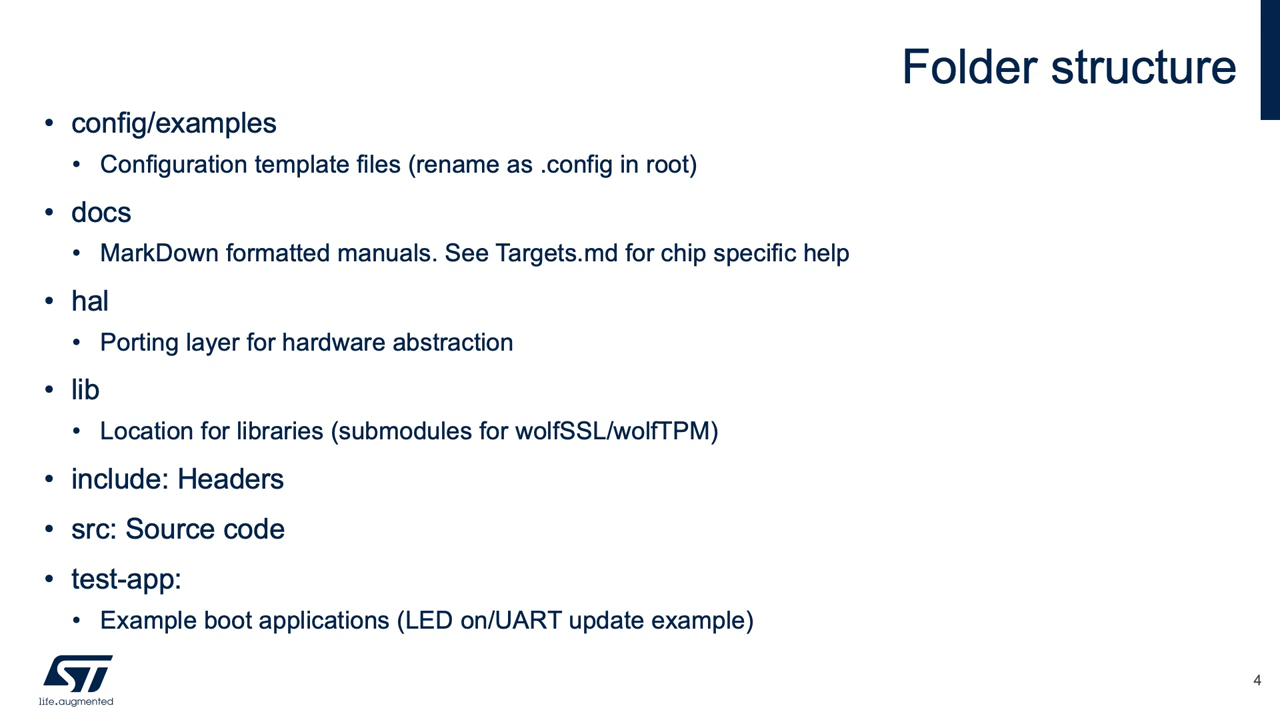 Folder structure
• config/examples
• Configuration template files (rename as .config in root)
• docs
• MarkDown formatted manuals. See Targets.md for chip specific help
• hal
• Porting layer for hardware abstraction
• lib
• Location for libraries (submodules for wolfSSL/wolfTPM)
• include: Headers
• src: Source code
• test-app:
• Example boot applications (LED on/UART update example)
ST
life.augmented
4